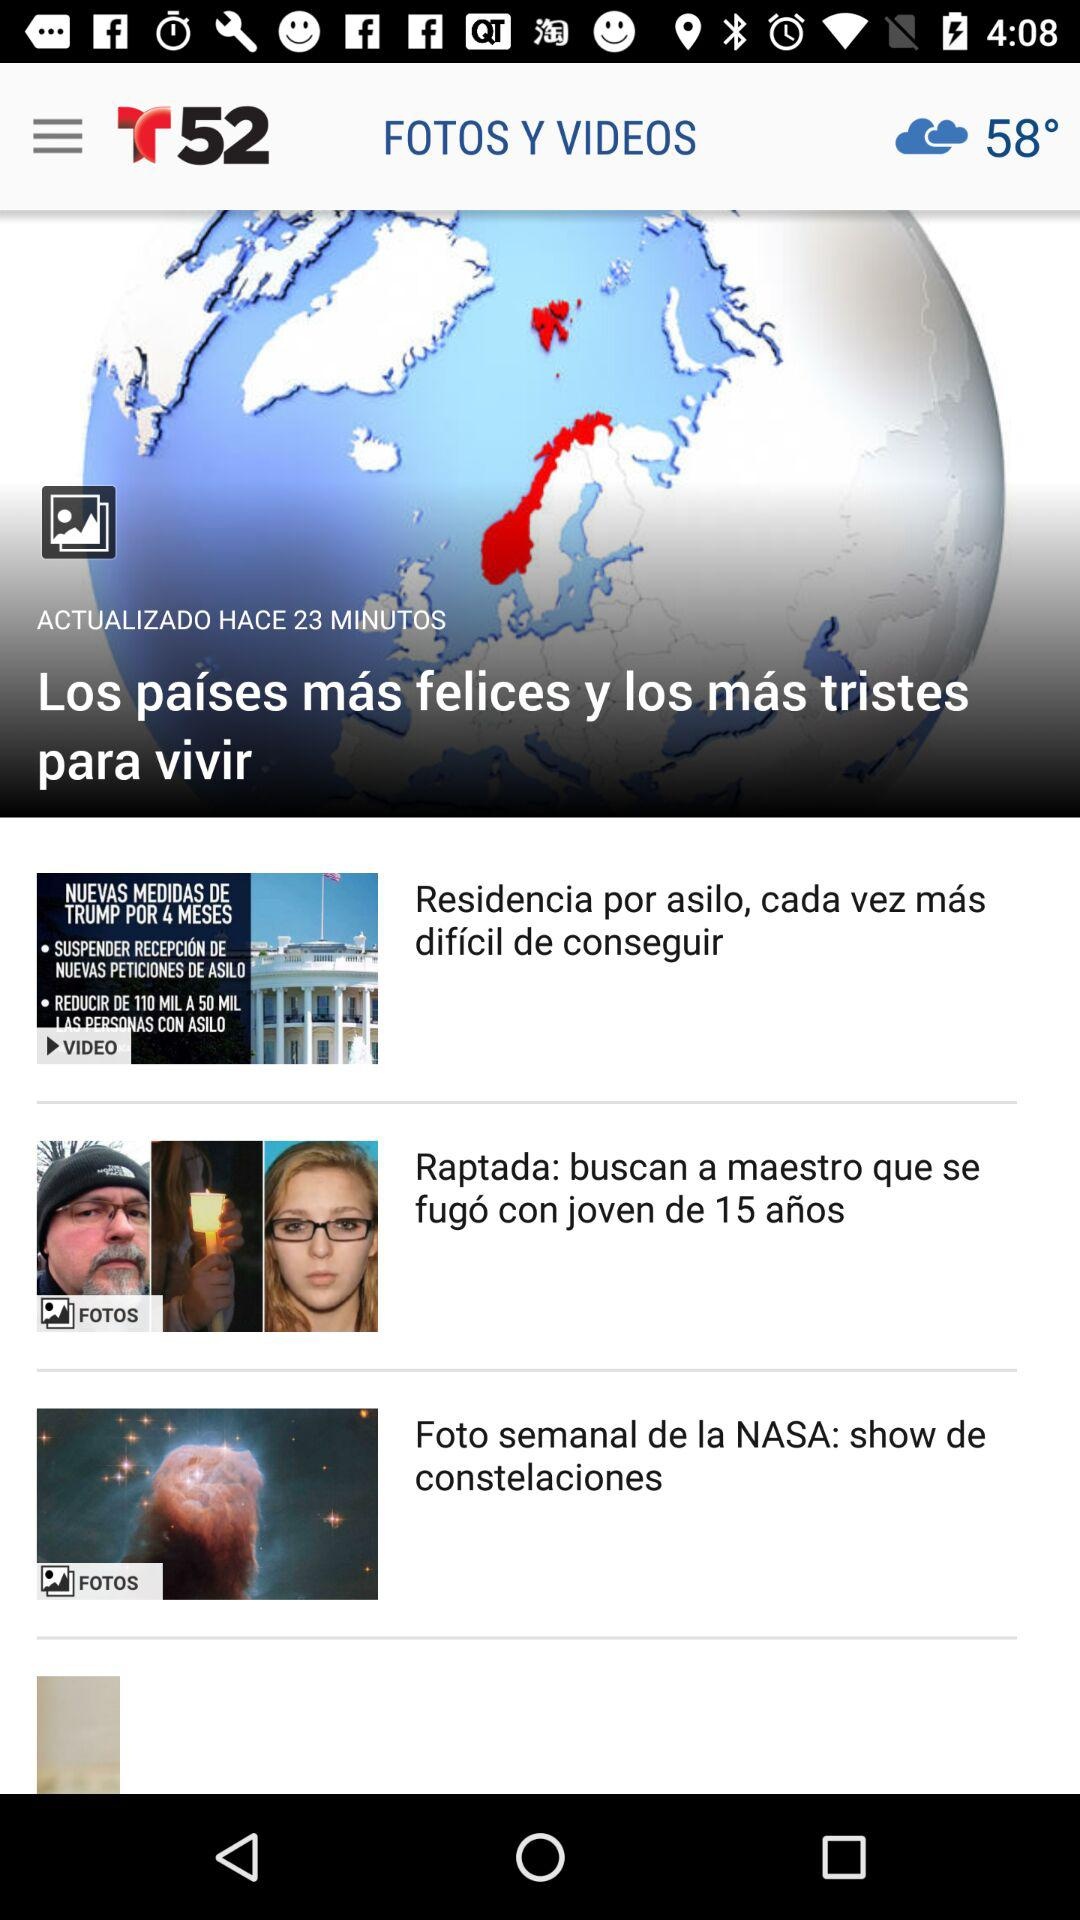 QT 淘 4:08
T 52 FOTOS Y VIDEOS 58°
ACTUALIZADO HACE 23 MINUTOS
Los países más felices y los más tristes
para vivir
NUEVAS MEDIDAS DE
TRUMP POR 4 MESES
• SUSPENDER RECEPCIÓN DE
NUEVAS PETICIONES DE ASILO
• REDUCIR DE 110 MIL A 50 MIL
LAS PERSONAS CON ASILO
VIDEO
Residencia por asilo, cada vez más
difícil de conseguir
FOTOS
Raptada: buscan a maestro que se
fugó con joven de 15 años
FOTOS
Foto semanal de la NASA: show de
constelaciones